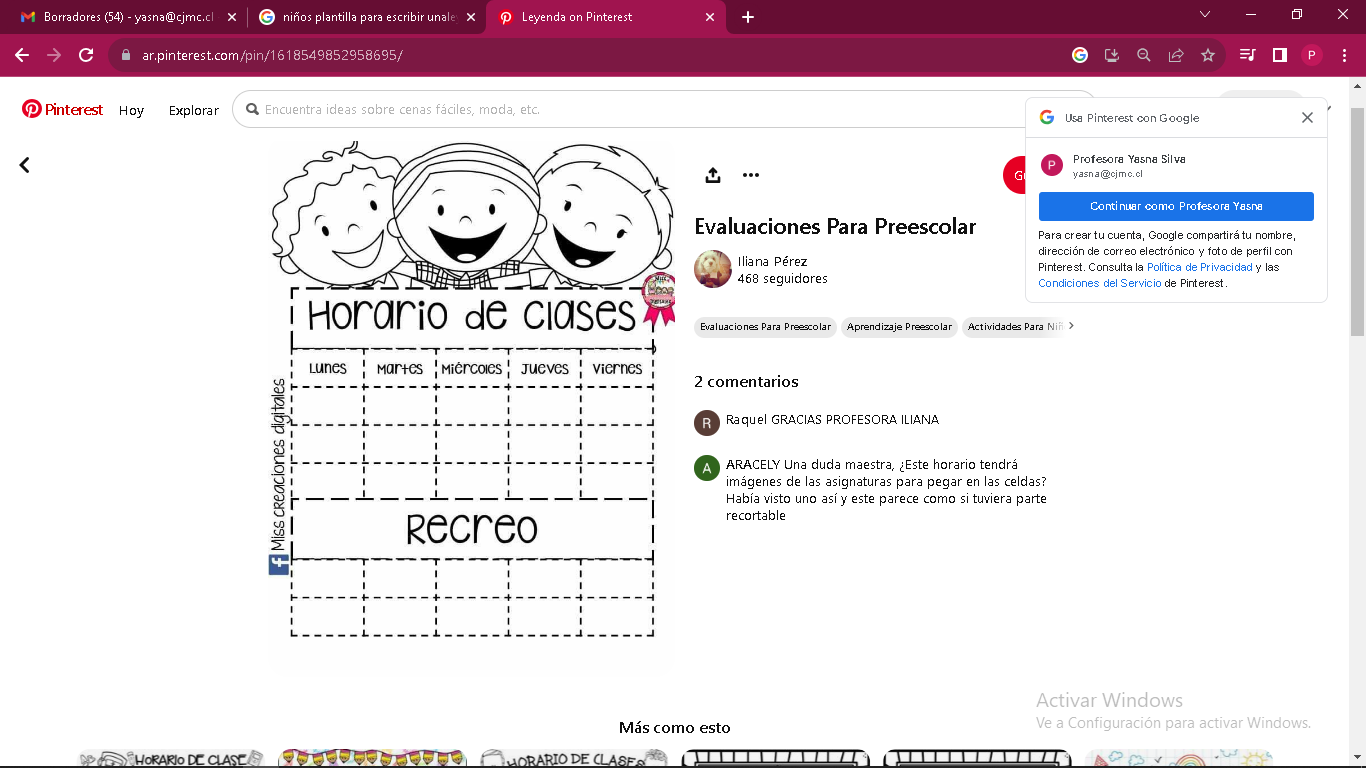 Borradores (54) - yasna@cjmc.cl
niños plantilla para escribir una
Leyenda on Pinterest
ar.pinterest.com/pin/1618549852958695/
P
Pinterest
Hoy
Explorar
Encuentra ideas sobre cenas fáciles, moda, etc.
Usa Pinterest con Google
P
Profesora Yasna Silva
yasna@cjmc.cl
Continuar como Profesora Yasna
Para crear tu cuenta, Google compartirá tu nombre,
dirección de correo electrónico y foto de perfil con
Pinterest. Consulta la Política de Privacidad y las
Condiciones del Servicio de Pinterest.
Horario de clases
Lunes Martes Miércoles Jueves Viernes
Recreo
Miss creaciones digitales
Evaluaciones Para Preescolar
Iliana Pérez
468 seguidores
Evaluaciones Para Preescolar
Aprendizaje Preescolar
Actividades Para Niñ
2 comentarios
R
Raquel GRACIAS PROFESORA ILIANA
A
ARACELY Una duda maestra, ¿Este horario tendrá
imágenes de las asignaturas para pegar en las celdas?
Había visto uno así y este parece como si tuviera parte
recortable
Activar Windows
Ve a Configuración para activar Windows.
Más como esto
HORARIO DE CLASE
HORARIO DE CLASES